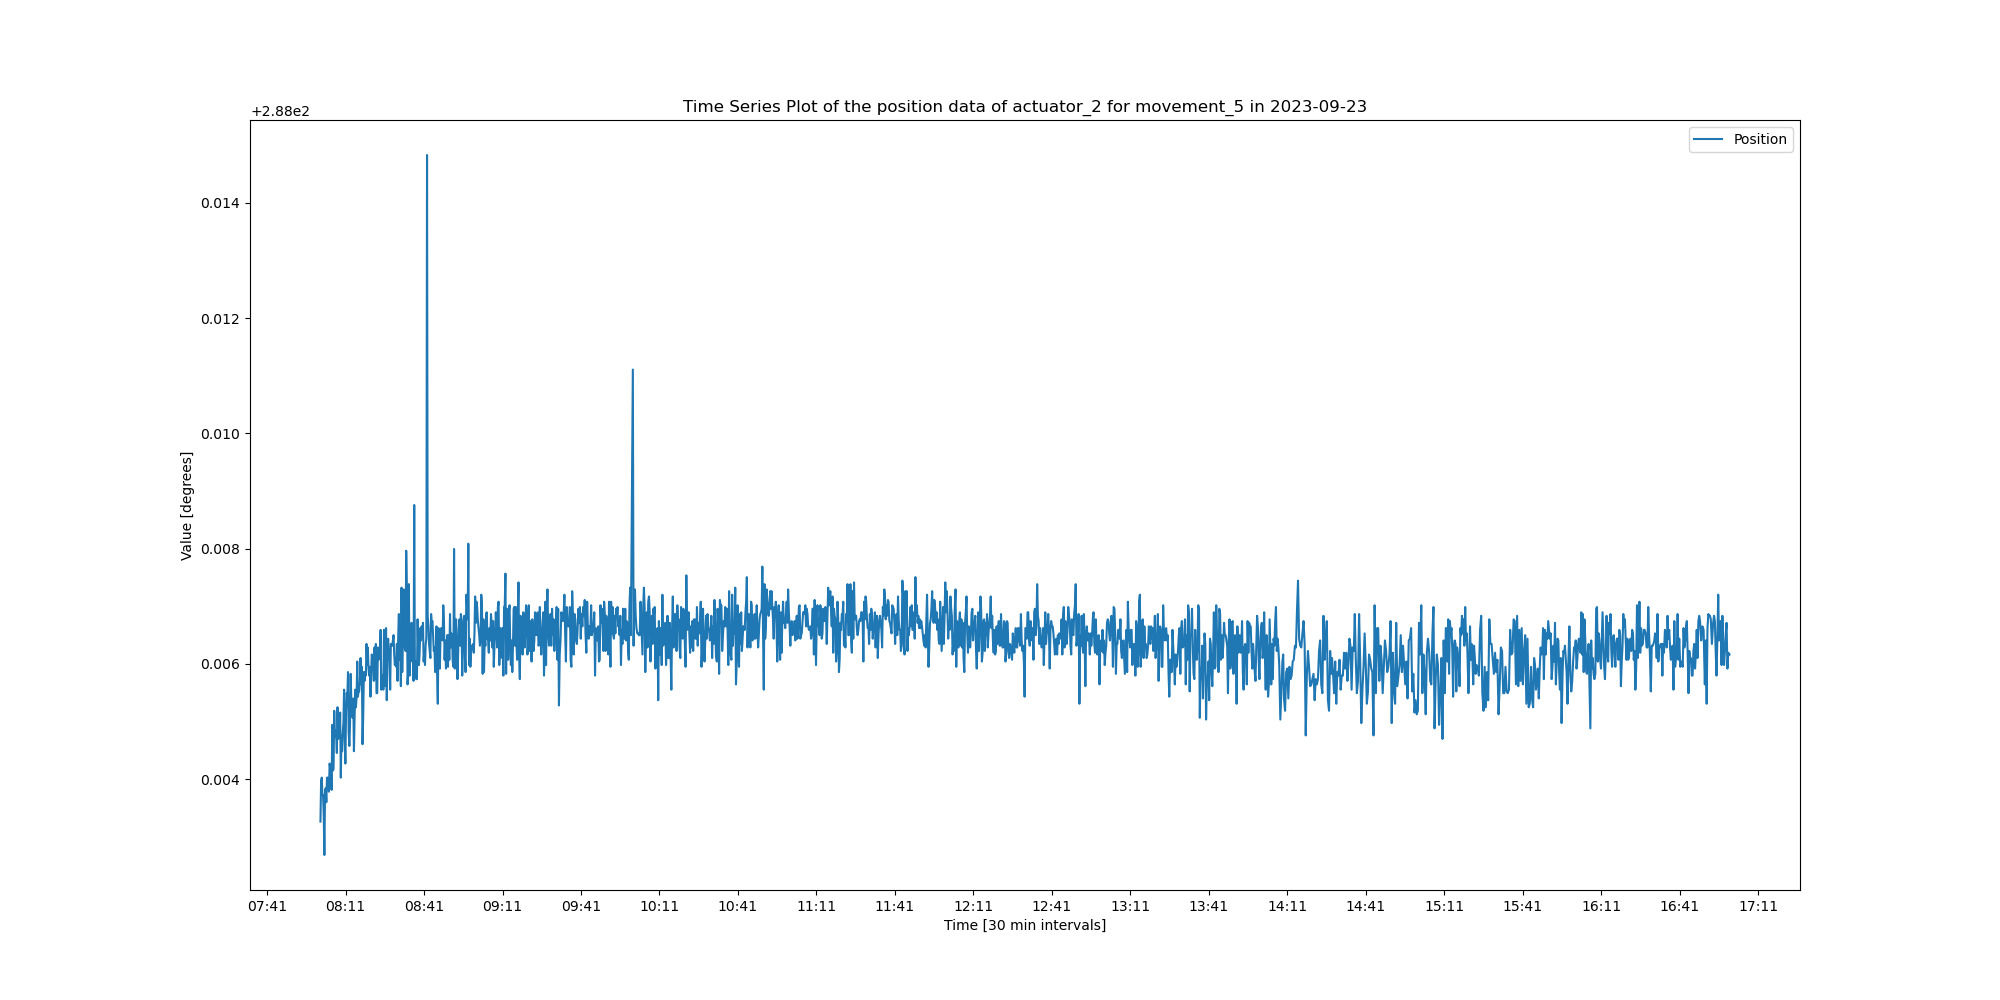 Time Series Plot of the position data of actuator_2 for movement_5 in 2023-09-23
+2.88e2
Position
0.014
0.012
0.010
0.008
0.006
0.004
Value [degrees]
07:41 08:11 08:41 09:11 09:41 10:11 10:41 11:11 11:41 12:11 12:41 13:11 13:41 14:11 14:41 15:11 15:41 16:11 16:41 17:11
Time [30 min intervals]